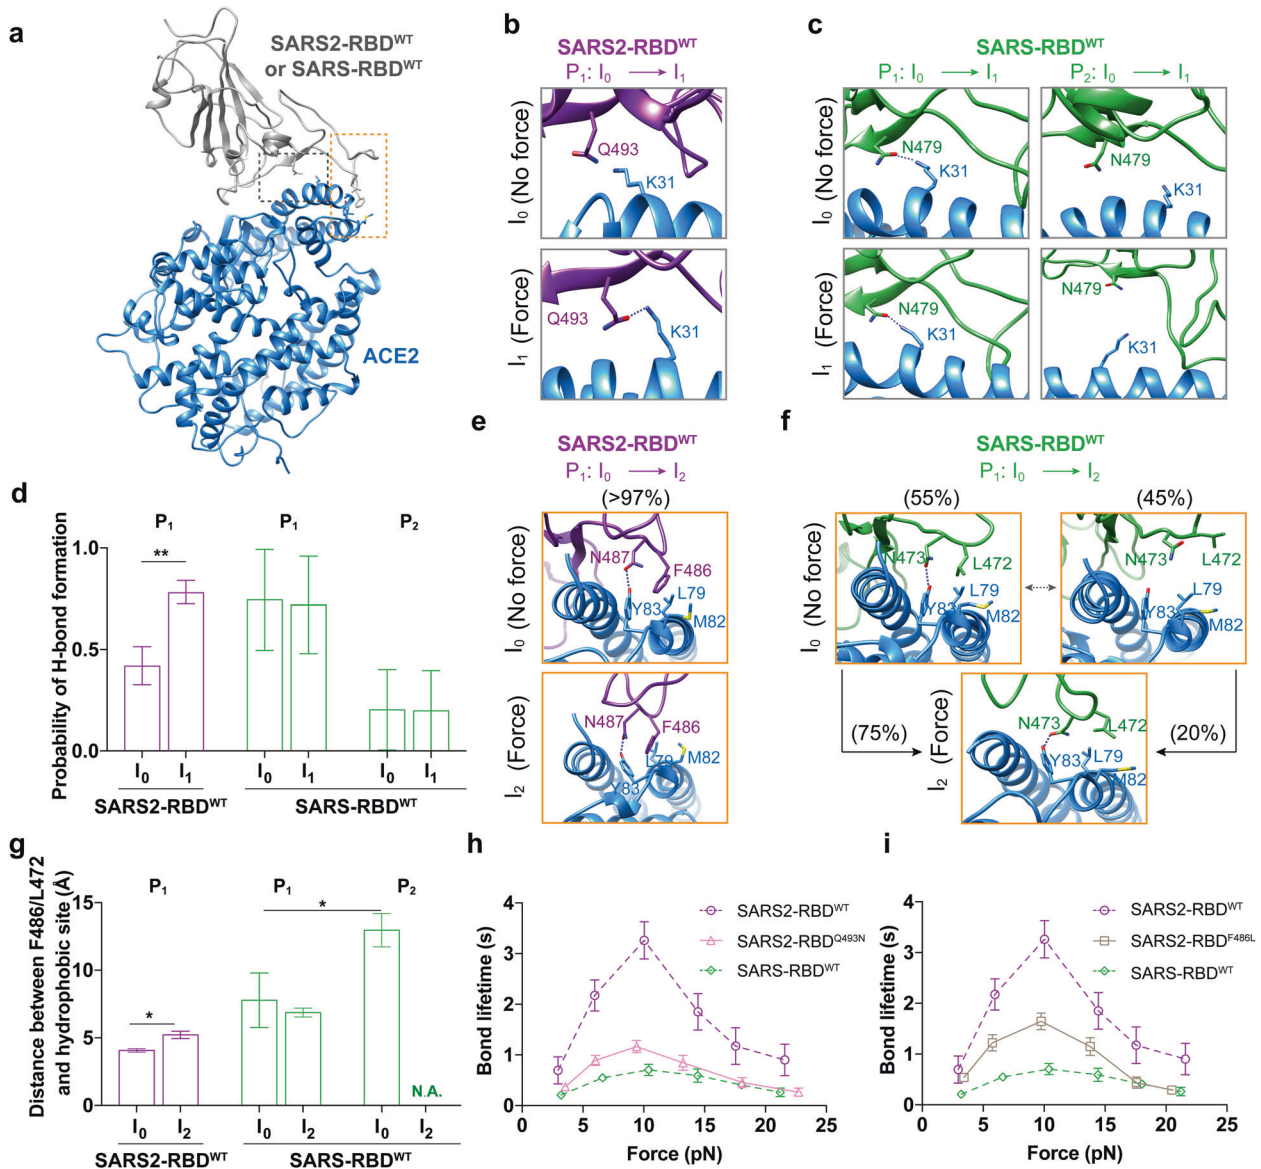 a
SARS2-RBDWT
or SARS-RBDWT
ACE2
b
SARS2-RBDWT
P1: I0 → I1
I0 (No force)
Q493
K31
I1 (Force)
Q493
K31
c
SARS-RBDWT
P1: I0 → I1
P2: I0 → I1
I0 (No force)
N479
K31
N479
K31
I1 (Force)
N479
K31
N479
K31
d
Probability of H-bond formation
P1
P1
P2
**
1.0
0.5
0.0
I0
I1
I0
I1
I0
I1
SARS2-RBDWT
SARS-RBDWT
e
SARS2-RBDWT
P1: I0 → I2
(>97%)
I0 (No force)
N487
F486
L79
Y83
M82
I2 (Force)
N487
F486
L79
M82
Y83
f
SARS-RBDWT
P1: I0 → I2
(55%)
(45%)
I0 (No force)
N473
L472
L79
Y83
M82
N473
L472
L79
Y83
M82
(75%)
(20%)
I2 (Force)
N473
L472
Y83
L79
M82
g
Distance between F486/L472
and hydrophobic site (Å)
P1
P1
P2
15
10
5
0
*
*
N.A.
I0
I2
I0
I2
I0
I2
SARS2-RBDWT
SARS-RBDWT
h
Bond lifetime (s)
4
3
2
1
0
SARS2-RBDWT
SARS2-RBDQ493N
SARS-RBDWT
0
5
10
15
20
25
Force (pN)
i
Bond lifetime (s)
4
3
2
1
0
SARS2-RBDWT
SARS2-RBDF486L
SARS-RBDWT
0
5
10
15
20
25
Force (pN)